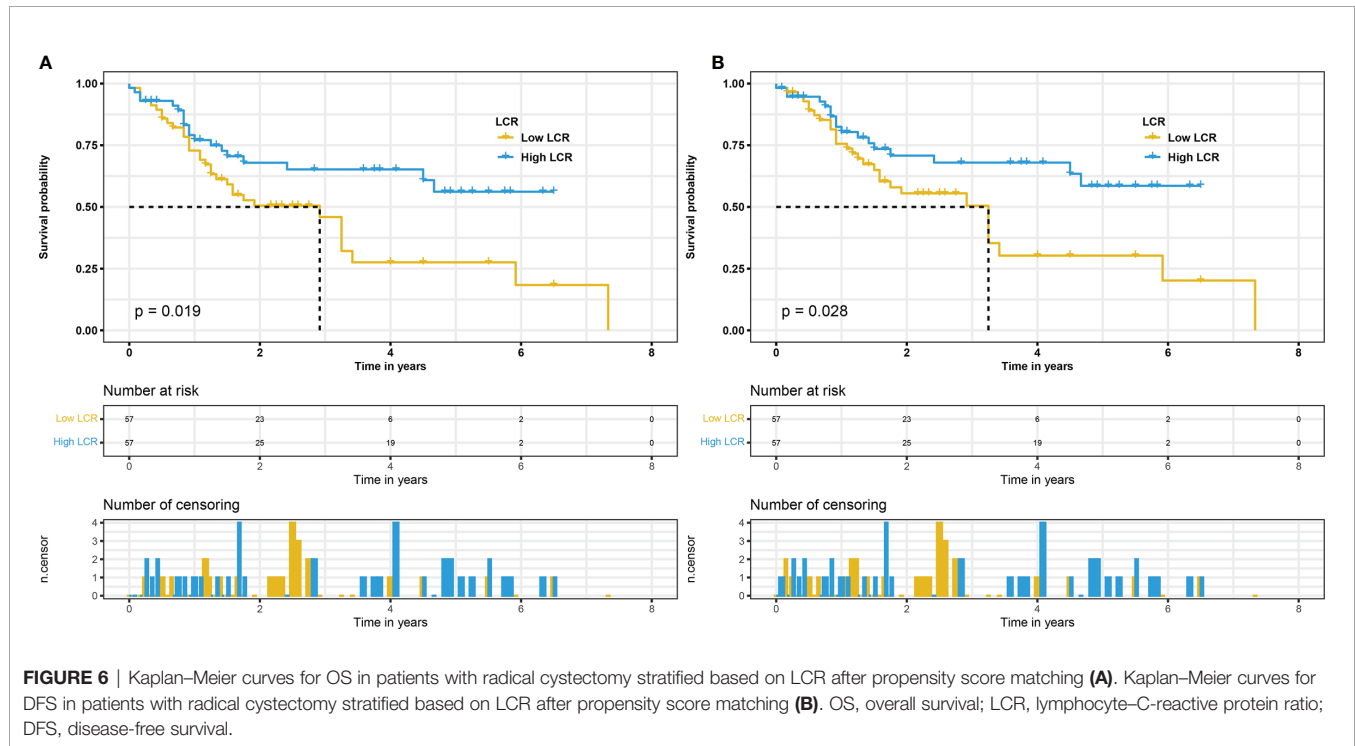 A
1.00
0.75
0.50
0.25
0.00
Survival probability
LCR
Low LCR
High LCR
p = 0.019
0 2 4 6 8
Time in years
Number at risk
Low LCR 57 23 6 2 0
High LCR 57 25 19 2 0
0 2 4 6 8
Time in years
Number of censoring
4
3
2
1
0
n.censor
0 2 4 6 8
Time in years
B
1.00
0.75
0.50
0.25
0.00
Survival probability
LCR
Low LCR
High LCR
p = 0.028
0 2 4 6 8
Time in years
Number at risk
Low LCR 57 23 6 2 0
High LCR 57 25 19 2 0
0 2 4 6 8
Time in years
Number of censoring
4
3
2
1
0
n.censor
0 2 4 6 8
Time in years
FIGURE 6 | Kaplan–Meier curves for OS in patients with radical cystectomy stratified based on LCR after propensity score matching (A). Kaplan–Meier curves for
DFS in patients with radical cystectomy stratified based on LCR after propensity score matching (B). OS, overall survival; LCR, lymphocyte–C-reactive protein ratio;
DFS, disease-free survival.